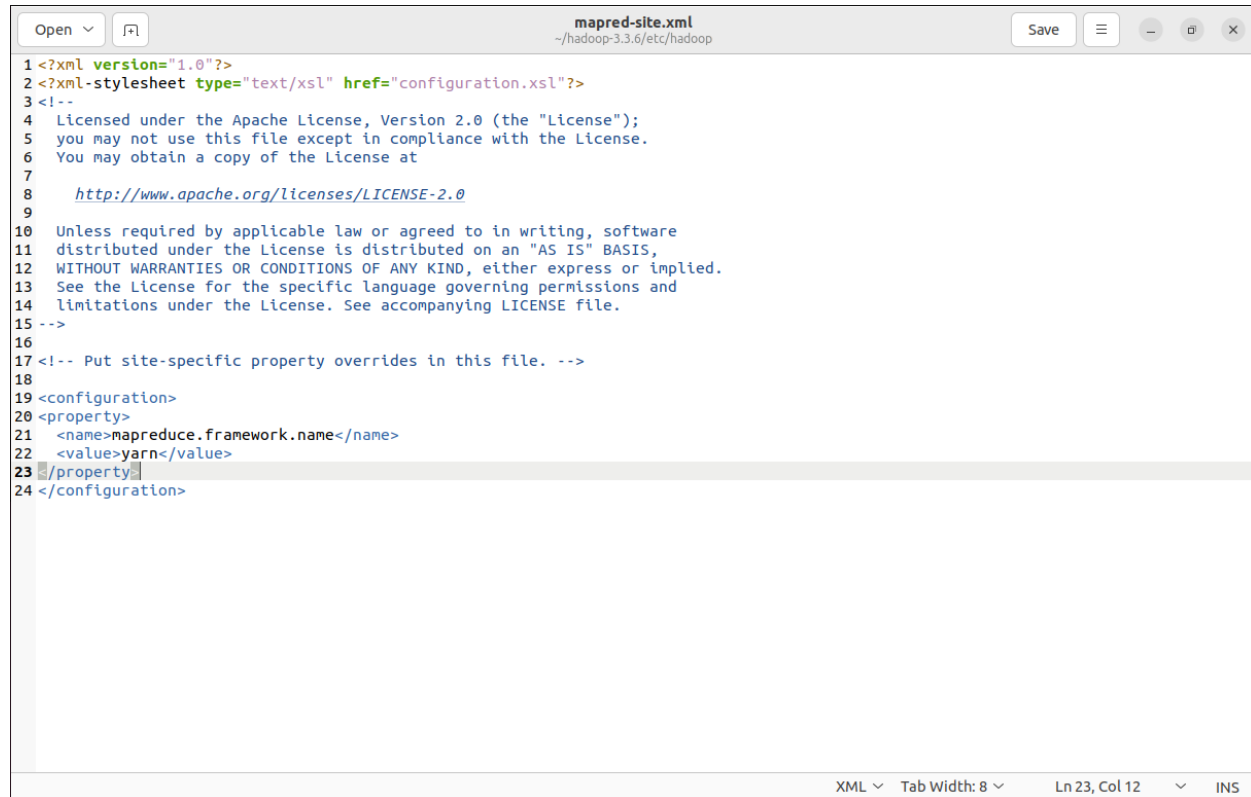 Open
mapred-site.xml
~/hadoop-3.3.6/etc/hadoop
Save
1 <?xml version="1.0"?>
2 <?xml-stylesheet type="text/xsl" href="configuration.xsl"?>
3 <!--
4   Licensed under the Apache License, Version 2.0 (the "License");
5   you may not use this file except in compliance with the License.
6   You may obtain a copy of the License at
7
8     http://www.apache.org/licenses/LICENSE-2.0
9
10   Unless required by applicable law or agreed to in writing, software
11   distributed under the License is distributed on an "AS IS" BASIS,
12   WITHOUT WARRANTIES OR CONDITIONS OF ANY KIND, either express or implied.
13   See the License for the specific language governing permissions and
14   limitations under the License. See accompanying LICENSE file.
15 -->
16
17 <!-- Put site-specific property overrides in this file. -->
18
19 <configuration>
20 <property>
21   <name>mapreduce.framework.name</name>
22   <value>yarn</value>
23 </property>
24 </configuration>
XML Tab Width: 8 Ln 23, Col 12 INS